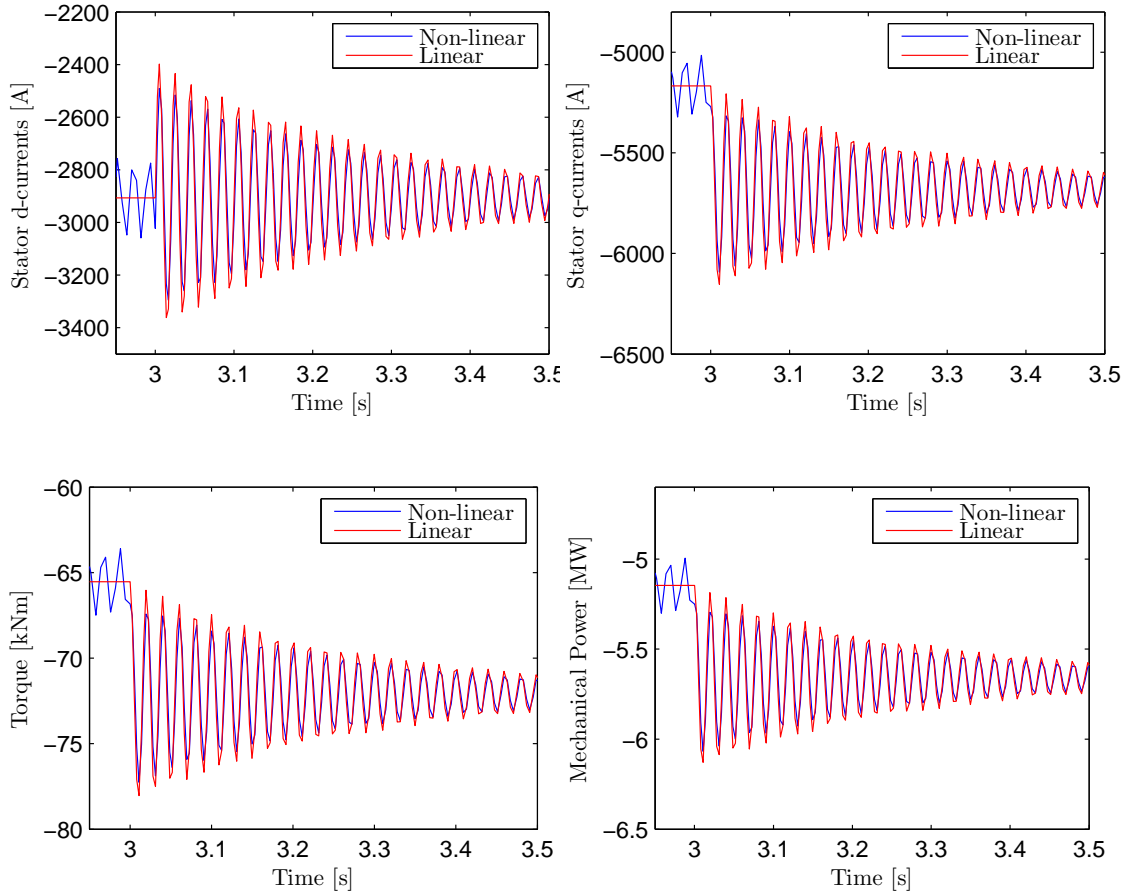 Stator d-currents [A]
−2200
−2400
−2600
−2800
−3000
−3200
−3400
Non-linear
Linear
3
3.1
3.2
3.3
3.4
3.5
Time [s]
Stator q-currents [A]
−5000
−5500
−6000
−6500
Non-linear
Linear
3
3.1
3.2
3.3
3.4
3.5
Time [s]
Torque [kNm]
−60
−65
−70
−75
−80
Non-linear
Linear
3
3.1
3.2
3.3
3.4
3.5
Time [s]
Mechanical Power [MW]
−5
−5.5
−6
−6.5
Non-linear
Linear
3
3.1
3.2
3.3
3.4
3.5
Time [s]